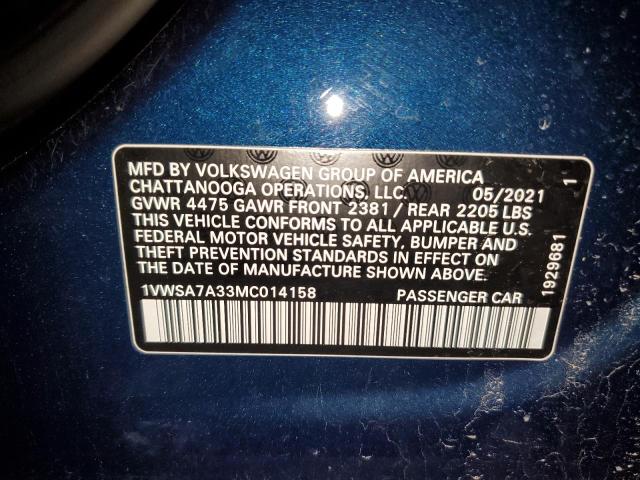 MFD BY VOLKSWAGEN GROUP OF AMERICA
CHATTANOOGA OPERATIONS, LLC. 05/2021
GVWR 4475 GAWR FRONT 2381 / REAR 2205 LBS
THIS VEHICLE CONFORMS TO ALL APPLICABLE U.S.
FEDERAL MOTOR VEHICLE SAFETY, BUMPER AND
THEFT PREVENTION STANDARDS IN EFFECT ON
THE DATE OF MANUFACTURE SHOWN ABOVE.
1VWSA7A33MC014158 PASSENGER CAR
1929681 1